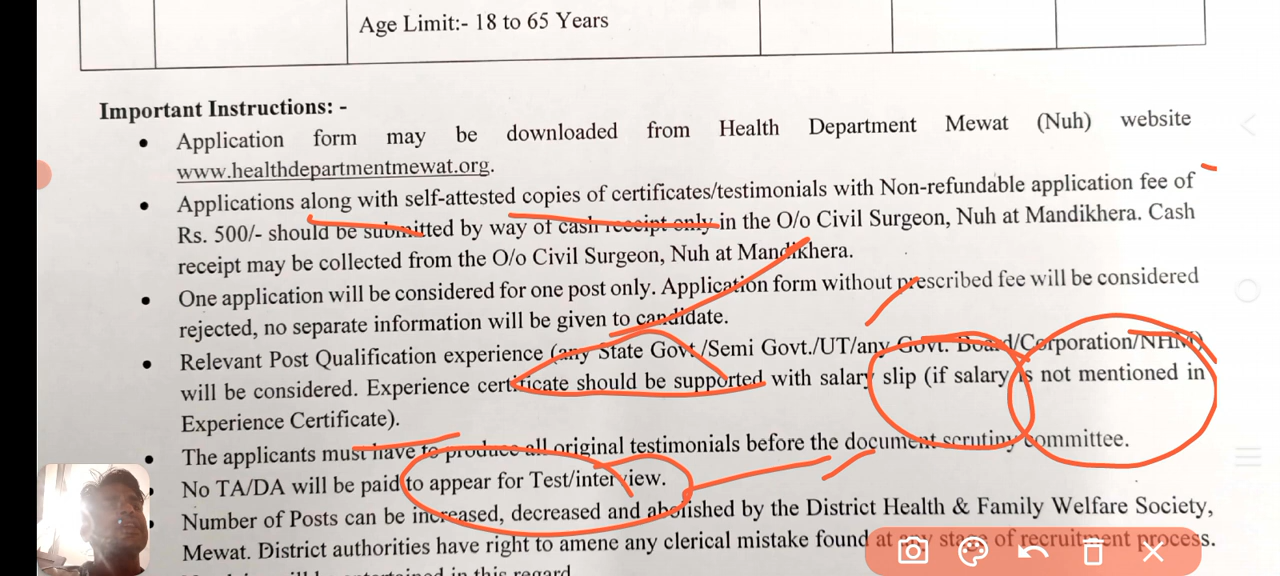 Age Limit:- 18 to 65 Years
Important Instructions: -
• Application form may be downloaded from Health Department Mewat (Nuh) website
www.healthdepartmentmewat.org.
• Applications along with self-attested copies of certificates/testimonials with Non-refundable application fee of
Rs. 500/- should be submitted by way of cash receipt only in the O/o Civil Surgeon, Nuh at Mandikhera. Cash
receipt may be collected from the O/o Civil Surgeon, Nuh at Mandikhera.
• One application will be considered for one post only. Application form without prescribed fee will be considered
rejected, no separate information will be given to candidate.
• Relevant Post Qualification experience (any State Govt./Semi Govt./UT/any Govt. Board/Corporation/NHM)
will be considered. Experience certificate should be supported with salary slip (if salary is not mentioned in
Experience Certificate).
• The applicants must have to produce all original testimonials before the document scrutiny committee.
No TA/DA will be paid to appear for Test/interview.
Number of Posts can be increased, decreased and abolished by the District Health & Family Welfare Society,
Mewat. District authorities have right to amene any clerical mistake found at any stage of recruitment process.
in this regard